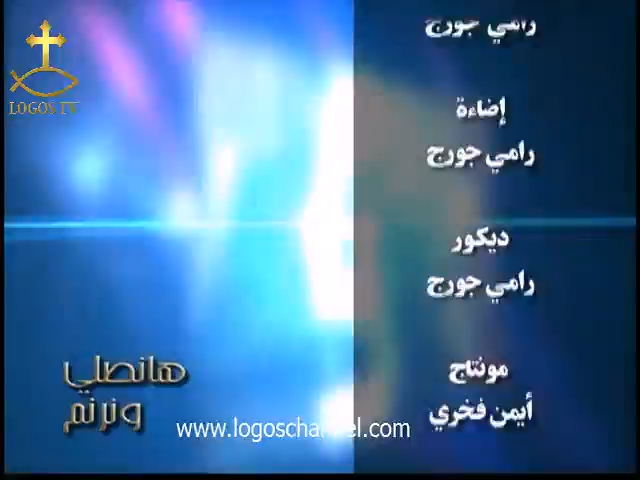 LOGOS TV
رامي جورج
إضاءة
رامي جورج
ديكور
رامي جورج
مونتاج
أيمن فخري
هانصلي
ونرنم
www.logoschannel.com